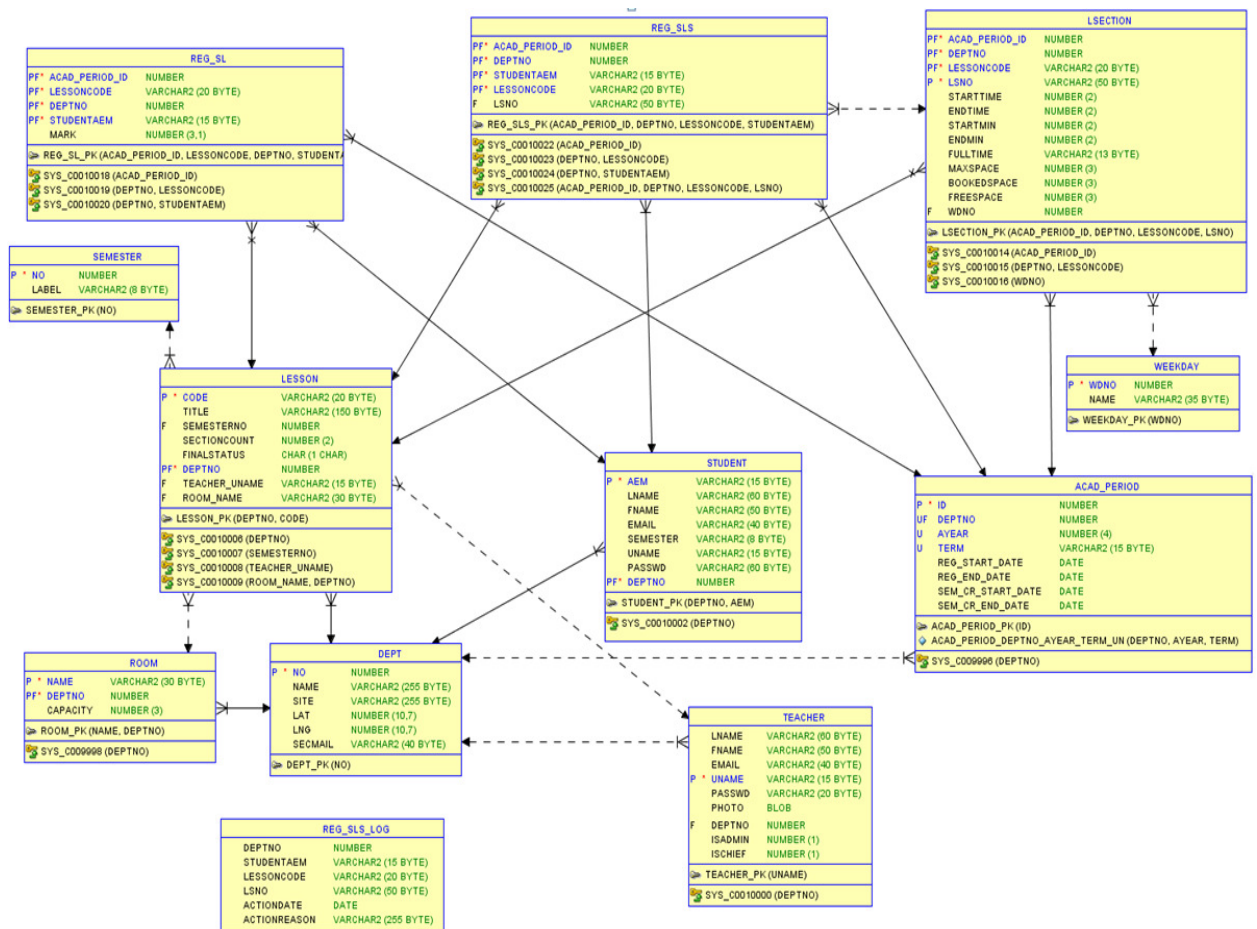 REG_SL
PF* ACAD_PERIOD_ID NUMBER
PF* LESSONCODE VARCHAR2 (20 BYTE)
PF* DEPTNO NUMBER
PF* STUDENTAEM VARCHAR2 (15 BYTE)
MARK NUMBER (3,1)
REG_SL_PK (ACAD_PERIOD_ID, LESSONCODE, DEPTNO, STUDENTA
SYS_C0010018 (ACAD_PERIOD_ID)
SYS_C0010019 (DEPTNO, LESSONCODE)
SYS_C0010020 (DEPTNO, STUDENTAEM)
REG_SLS
PF* ACAD_PERIOD_ID NUMBER
PF* DEPTNO NUMBER
PF* STUDENTAEM VARCHAR2 (15 BYTE)
PF* LESSONCODE VARCHAR2 (20 BYTE)
F LSNO VARCHAR2 (50 BYTE)
REG_SLS_PK (ACAD_PERIOD_ID, DEPTNO, LESSONCODE, STUDENTAEM)
SYS_C0010022 (ACAD_PERIOD_ID)
SYS_C0010023 (DEPTNO, LESSONCODE)
SYS_C0010024 (DEPTNO, STUDENTAEM)
SYS_C0010025 (ACAD_PERIOD_ID, DEPTNO, LESSONCODE, LSNO)
LSECTION
PF* ACAD_PERIOD_ID NUMBER
PF* DEPTNO NUMBER
PF* LESSONCODE VARCHAR2 (20 BYTE)
P * LSNO VARCHAR2 (50 BYTE)
STARTTIME NUMBER (2)
ENDTIME NUMBER (2)
STARTMIN NUMBER (2)
ENDMIN NUMBER (2)
FULLTIME VARCHAR2 (13 BYTE)
MAXSPACE NUMBER (3)
BOOKEDSPACE NUMBER (3)
FREESPACE NUMBER (3)
F WDNO NUMBER
LSECTION_PK (ACAD_PERIOD_ID, DEPTNO, LESSONCODE, LSNO)
SYS_C0010014 (ACAD_PERIOD_ID)
SYS_C0010015 (DEPTNO, LESSONCODE)
SYS_C0010016 (WDNO)
SEMESTER
P * NO NUMBER
LABEL VARCHAR2 (8 BYTE)
SEMESTER_PK (NO)
LESSON
P * CODE VARCHAR2 (20 BYTE)
TITLE VARCHAR2 (150 BYTE)
F SEMESTERNO NUMBER
SECTIONCOUNT NUMBER (2)
FINALSTATUS CHAR (1 CHAR)
PF* DEPTNO NUMBER
F TEACHER_UNAME VARCHAR2 (15 BYTE)
F ROOM_NAME VARCHAR2 (30 BYTE)
LESSON_PK (DEPTNO, CODE)
SYS_C0010006 (DEPTNO)
SYS_C0010007 (SEMESTERNO)
SYS_C0010008 (TEACHER_UNAME)
SYS_C0010009 (ROOM_NAME, DEPTNO)
WEEKDAY
P * WDNO NUMBER
NAME VARCHAR2 (35 BYTE)
WEEKDAY_PK (WDNO)
STUDENT
P * AEM VARCHAR2 (15 BYTE)
LNAME VARCHAR2 (60 BYTE)
FNAME VARCHAR2 (50 BYTE)
EMAIL VARCHAR2 (40 BYTE)
SEMESTER VARCHAR2 (8 BYTE)
UNAME VARCHAR2 (15 BYTE)
PASSWD VARCHAR2 (60 BYTE)
PF* DEPTNO NUMBER
STUDENT_PK (DEPTNO, AEM)
SYS_C0010002 (DEPTNO)
ACAD_PERIOD
P * ID NUMBER
UF DEPTNO NUMBER
U AYEAR NUMBER (4)
U TERM VARCHAR2 (15 BYTE)
REG_START_DATE DATE
REG_END_DATE DATE
SEM_CR_START_DATE DATE
SEM_CR_END_DATE DATE
ACAD_PERIOD_PK (ID)
ACAD_PERIOD_DEPTNO_AYEAR_TERM_UN (DEPTNO, AYEAR, TERM)
SYS_C009996 (DEPTNO)
ROOM
P * NAME VARCHAR2 (30 BYTE)
PF* DEPTNO NUMBER
CAPACITY NUMBER (3)
ROOM_PK (NAME, DEPTNO)
SYS_C009998 (DEPTNO)
DEPT
P * NO NUMBER
NAME VARCHAR2 (255 BYTE)
SITE VARCHAR2 (255 BYTE)
LAT NUMBER (10,7)
LNG NUMBER (10,7)
SECMAIL VARCHAR2 (40 BYTE)
DEPT_PK (NO)
TEACHER
LNAME VARCHAR2 (60 BYTE)
FNAME VARCHAR2 (50 BYTE)
EMAIL VARCHAR2 (40 BYTE)
P * UNAME VARCHAR2 (15 BYTE)
PASSWD VARCHAR2 (20 BYTE)
PHOTO BLOB
F DEPTNO NUMBER
ISADMIN NUMBER (1)
ISCHIEF NUMBER (1)
TEACHER_PK (UNAME)
SYS_C0010000 (DEPTNO)
REG_SLS_LOG
DEPTNO NUMBER
STUDENTAEM VARCHAR2 (15 BYTE)
LESSONCODE VARCHAR2 (20 BYTE)
LSNO VARCHAR2 (50 BYTE)
ACTIONDATE DATE
ACTIONREASON VARCHAR2 (255 BYTE)